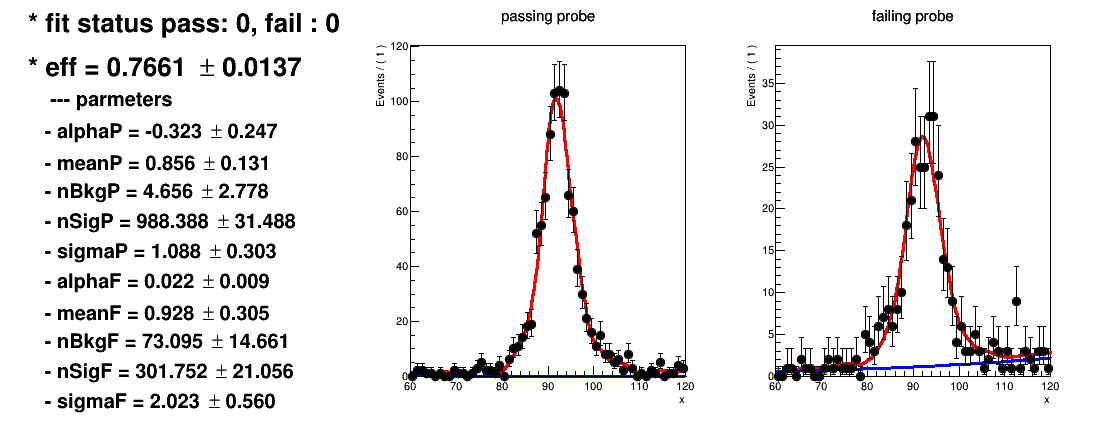 * fit status pass: 0, fail : 0
* eff = 0.7661 ± 0.0137
--- parmeters
- alphaP = -0.323 ± 0.247
- meanP = 0.856 ± 0.131
- nBkgP = 4.656 ± 2.778
- nSigP = 988.388 ± 31.488
- sigmaP = 1.088 ± 0.303
- alphaF = 0.022 ± 0.009
- meanF = 0.928 ± 0.305
- nBkgF = 73.095 ± 14.661
- nSigF = 301.752 ± 21.056
- sigmaF = 2.023 ± 0.560
passing probe
Events / ( 1 )
120
100
80
60
40
20
0
60 70 80 90 100 110 120
x
failing probe
Events / ( 1 )
35
30
25
20
15
10
5
0
60 70 80 90 100 110 120
x